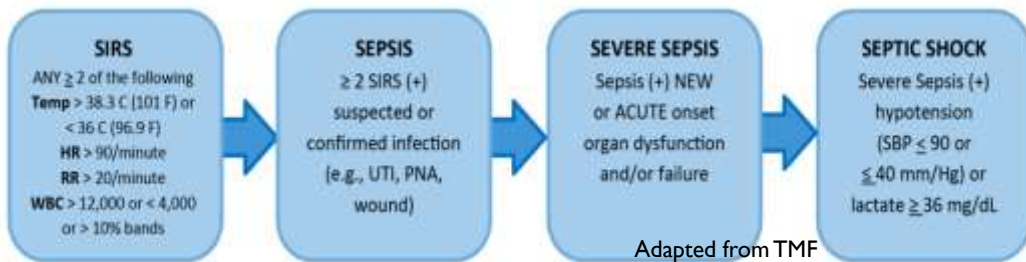 SIRS
ANY ≥ 2 of the following
Temp > 38.3 C (101 F) or
< 36 C (96.9 F)
HR > 90/minute
RR > 20/minute
WBC > 12,000 or < 4,000
or > 10% bands
SEPSIS
≥ 2 SIRS (+)
suspected or
confirmed infection
(e.g., UTI, PNA,
wound)
SEVERE SEPSIS
Sepsis (+) NEW
or ACUTE onset
organ dysfunction
and/or failure
SEPTIC SHOCK
Severe Sepsis (+)
hypotension
(SBP ≤ 90 or
≤ 40 mm/Hg) or
lactate ≥ 36 mg/dL
Adapted from TMF